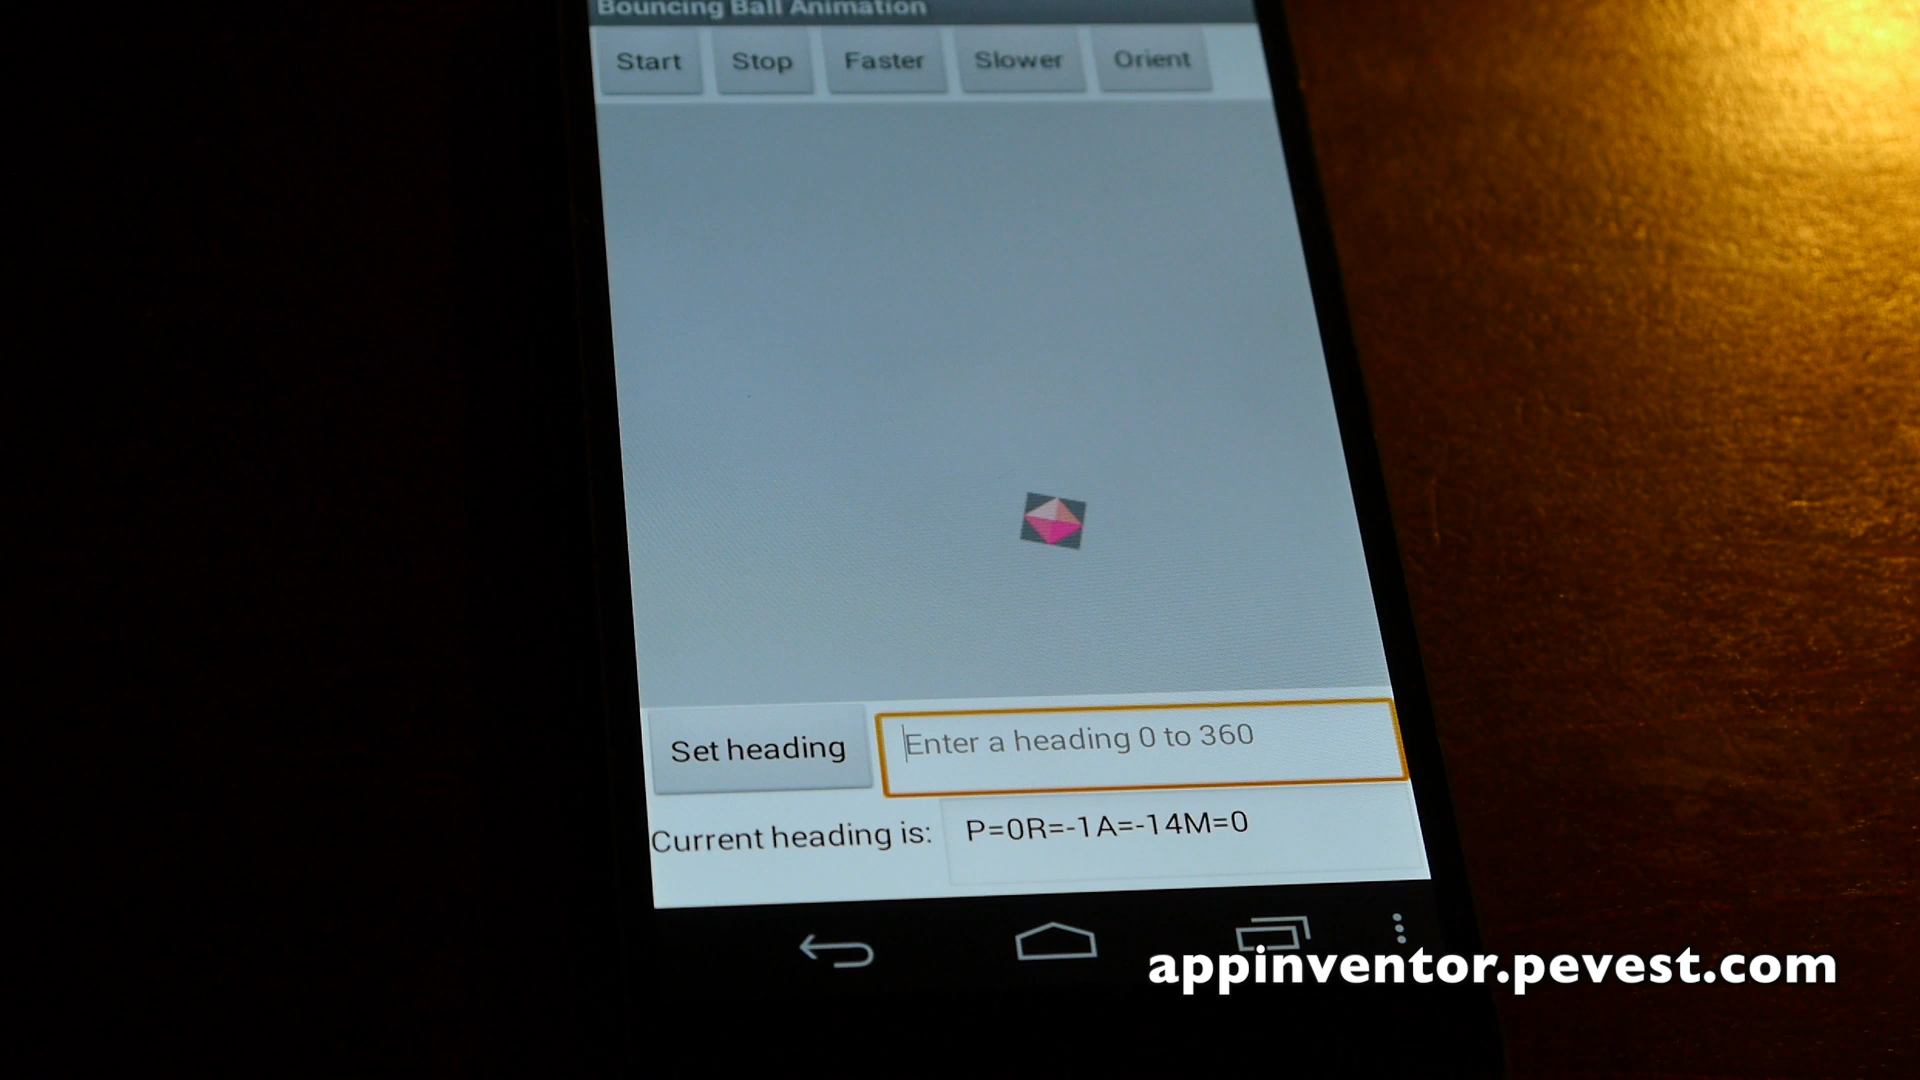 Bouncing Ball Animation
Start Stop Faster Slower Orient
Set heading Enter a heading 0 to 360
Current heading is: P=0R=-1A=-14M=0
appinventor.pevest.com